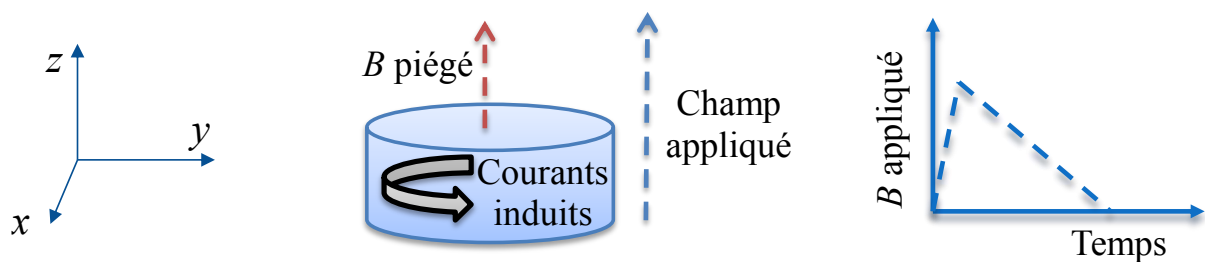 z
y
x
B piégé
Champ
appliqué
Courants
induits
B appliqué
Temps